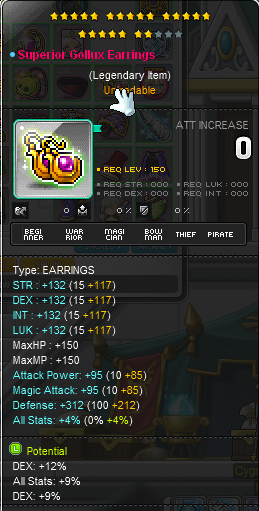 Superior Gollux Earrings
(Legendary Item)
ATT INCREASE
0
REQ LEV : 150
REQ STR : 000
REQ LUK : 000
REQ DEX : 000
REQ INT : 000
0
0 %
0 %
BEGINNER
WARRIOR
MAGICIAN
BOWMAN
THIEF
PIRATE
Type: EARRINGS
STR : +132 (15 +117)
DEX : +132 (15 +117)
INT : +132 (15 +117)
LUK : +132 (15 +117)
MaxHP : +150
MaxMP : +150
Attack Power: +95 (10 +85)
Magic Attack: +95 (10 +85)
Defense: +312 (100 +212)
All Stats: +4% (0% +4%)
L Potential
DEX: +12%
All Stats: +9%
DEX: +9%